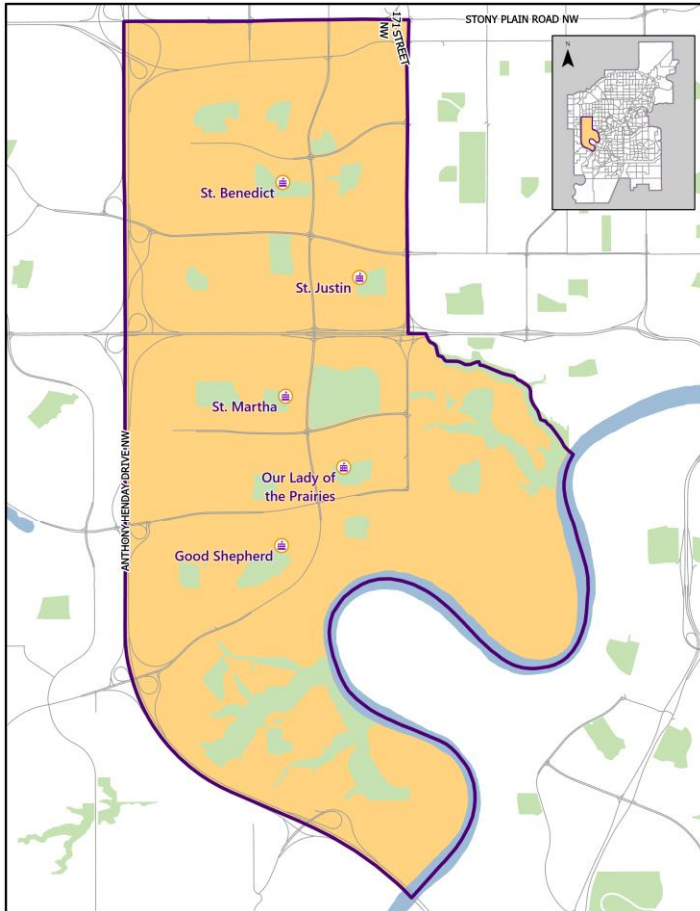 STONY PLAIN ROAD NW
171 STREET
NW
N
St. Benedict
St. Justin
St. Martha
Our Lady of
the Prairies
Good Shepherd
ANTHONY HENDAY DRIVE NW